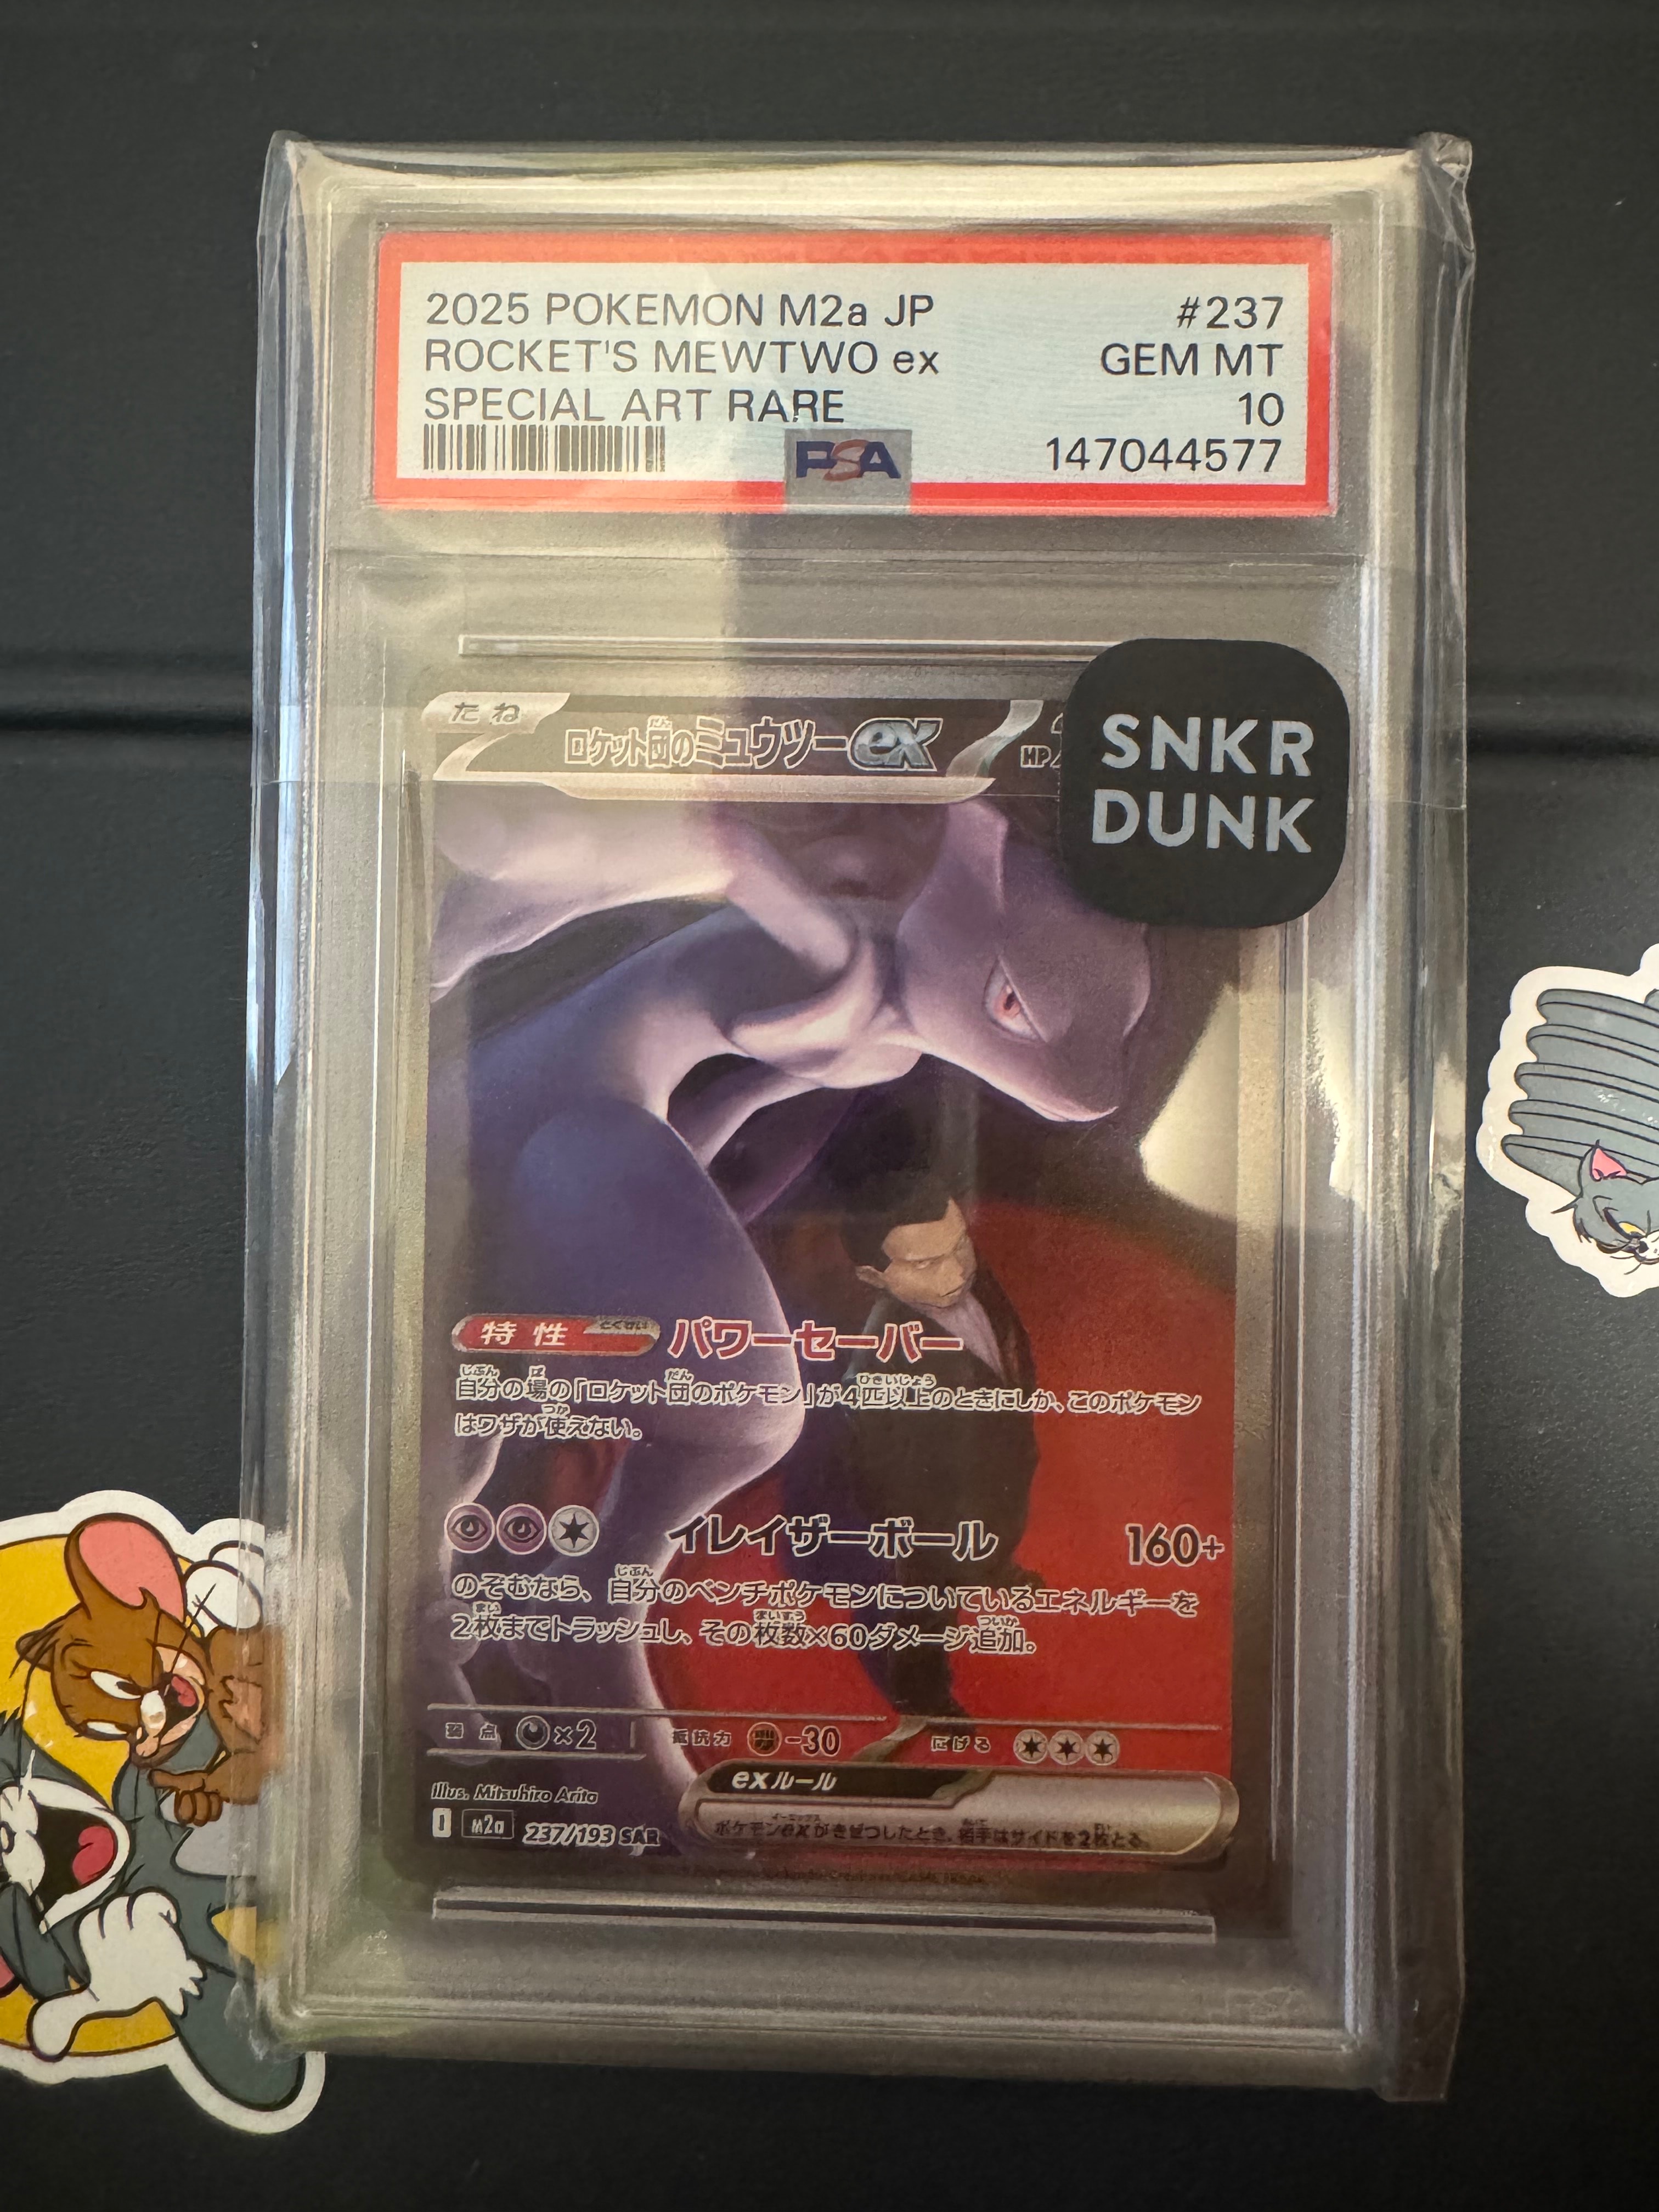 2025 POKEMON M2a JP #237
ROCKET'S MEWTWO ex GEM MT
SPECIAL ART RARE 10
PSA 147044577
SNKR
DUNK
たね ロケット団のミュウツーex HP
特性 とくせい パワーセーバー
自分の場の「ロケット団のポケモン」が4匹以上のときにしか、このポケモン
はワザが使えない。
イレイザーボール 160+
のぞむなら、自分のベンチポケモンについているエネルギーを
2枚までトラッシュし、その枚数×60ダメージ追加。
弱点 ×2 抵抗力 -30 にげる
exルール
ポケモンexがきぜつしたとき、相手はサイドを2枚とる。
Illus. Mitsuhiro Arita
I M2a 237/193 SAR